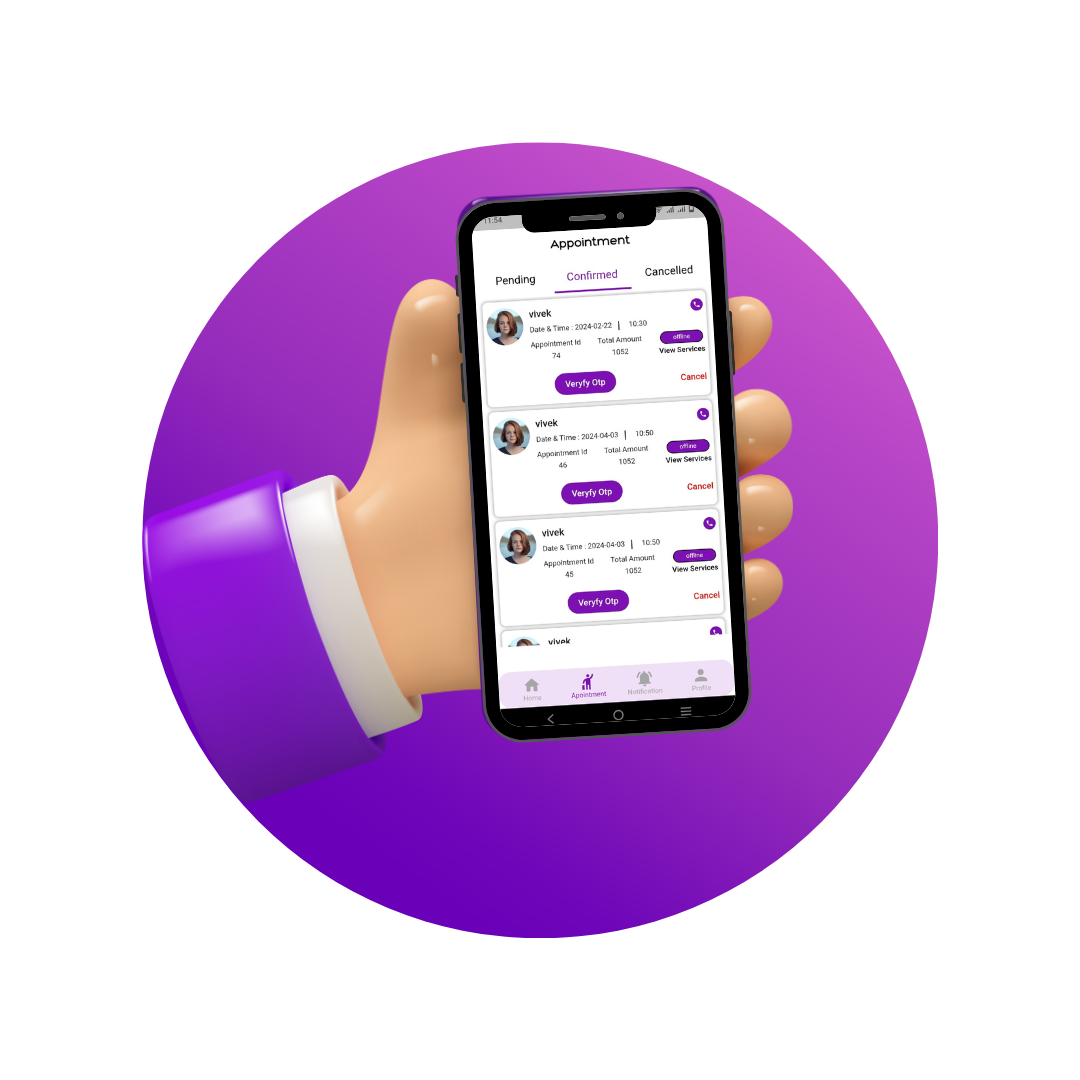 11:54
Appointment
Pending Confirmed Cancelled
vivek
Date & Time : 2024-02-22 | 10:30
Appointment Id Total Amount offline
74 1052 View Services
Veryfy Otp Cancel
vivek
Date & Time : 2024-04-03 | 10:50
Appointment Id Total Amount offline
46 1052 View Services
Veryfy Otp Cancel
vivek
Date & Time : 2024-04-03 | 10:50
Appointment Id Total Amount offline
45 1052 View Services
Veryfy Otp Cancel
vivek
Home Apointment Notification Profile